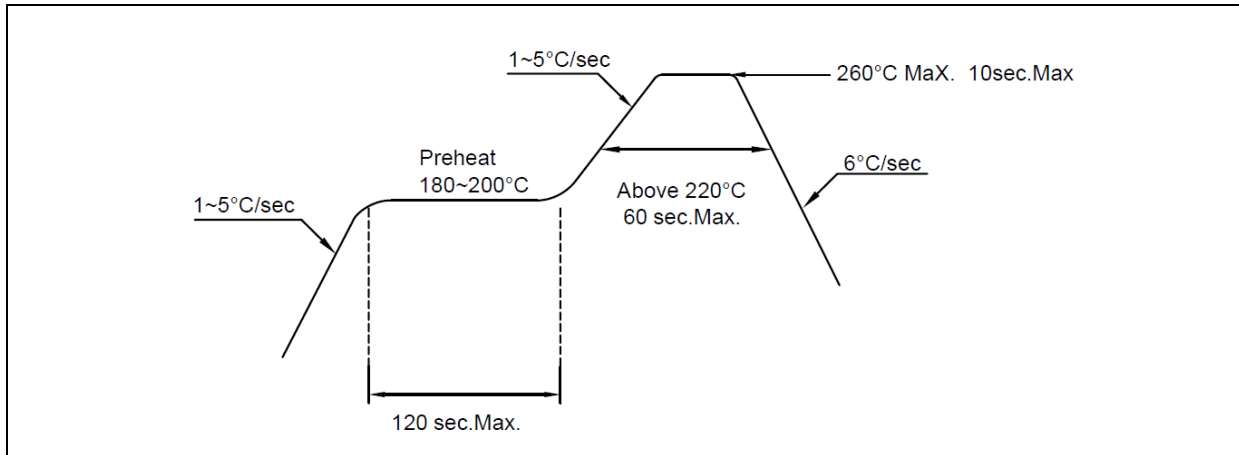 1~5°C/sec
260°C MaX. 10sec.Max
Preheat
180~200°C
6°C/sec
Above 220°C
60 sec.Max.
1~5°C/sec
120 sec.Max.